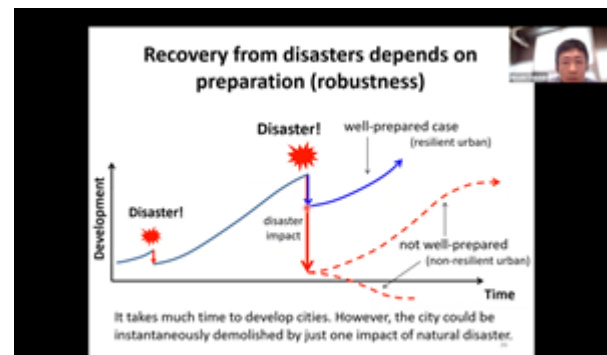 Recovery from disasters depends on
preparation (robustness)
Disaster!
well-prepared case
(resilient urban)
Disaster!
disaster
impact
not well-prepared
(non-resilient urban)
Development
Time
It takes much time to develop cities. However, the city could be
instantaneously demolished by just one impact of natural disaster.